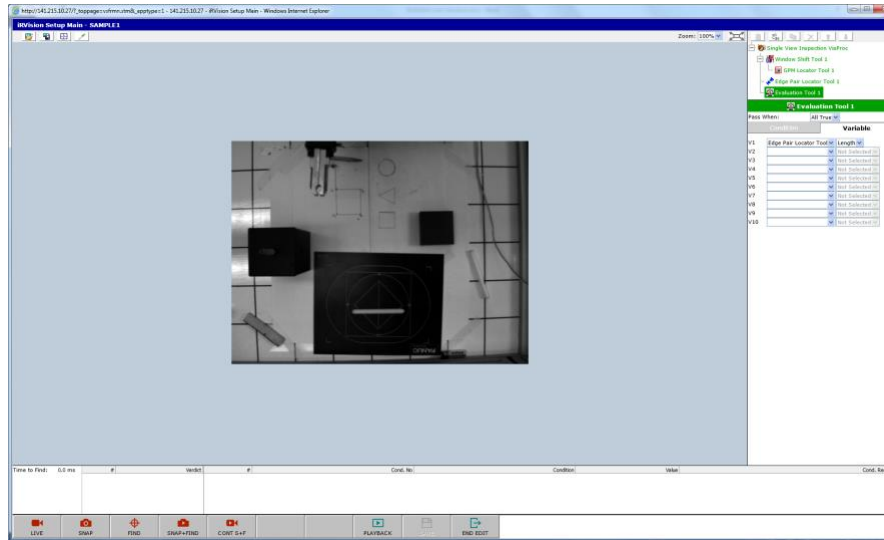 http://141.215.10.27/?_toppage=vsfrmn.stm&_apptype=1 - 141.215.10.27 - iRVision Setup Main - Windows Internet Explorer
iRVision Setup Main - SAMPLE1
Zoom: 100%
Single View Inspection VisProc
Window Shift Tool 1
GPM Locator Tool 1
Edge Pair Locator Tool 1
Evaluation Tool 1
Evaluation Tool 1
Pass When: All True
Condition Variable
V1 Edge Pair Locator Tool Length
V2 Not Selected
V3 Not Selected
V4 Not Selected
V5 Not Selected
V6 Not Selected
V7 Not Selected
V8 Not Selected
V9 Not Selected
V10 Not Selected
Time to Find: 0.0 ms # Verdict # Cond. No Condition Value Cond. Re
LIVE SNAP FIND SNAP+FIND CONT S+F PLAYBACK SAVE END EDIT